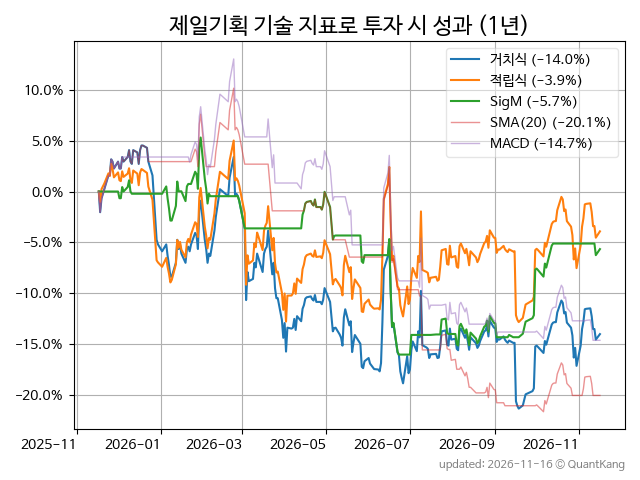 제일기획 기술 지표로 투자 시 성과 (1년)
거치식 (−14.0%)
적립식 (−3.9%)
SigM (−5.7%)
SMA(20) (−20.1%)
MACD (−14.7%)
10.0%
5.0%
0.0%
−5.0%
−10.0%
−15.0%
−20.0%
2025-11 2026-01 2026-03 2026-05 2026-07 2026-09 2026-11
updated: 2026-11-16 © QuantKang